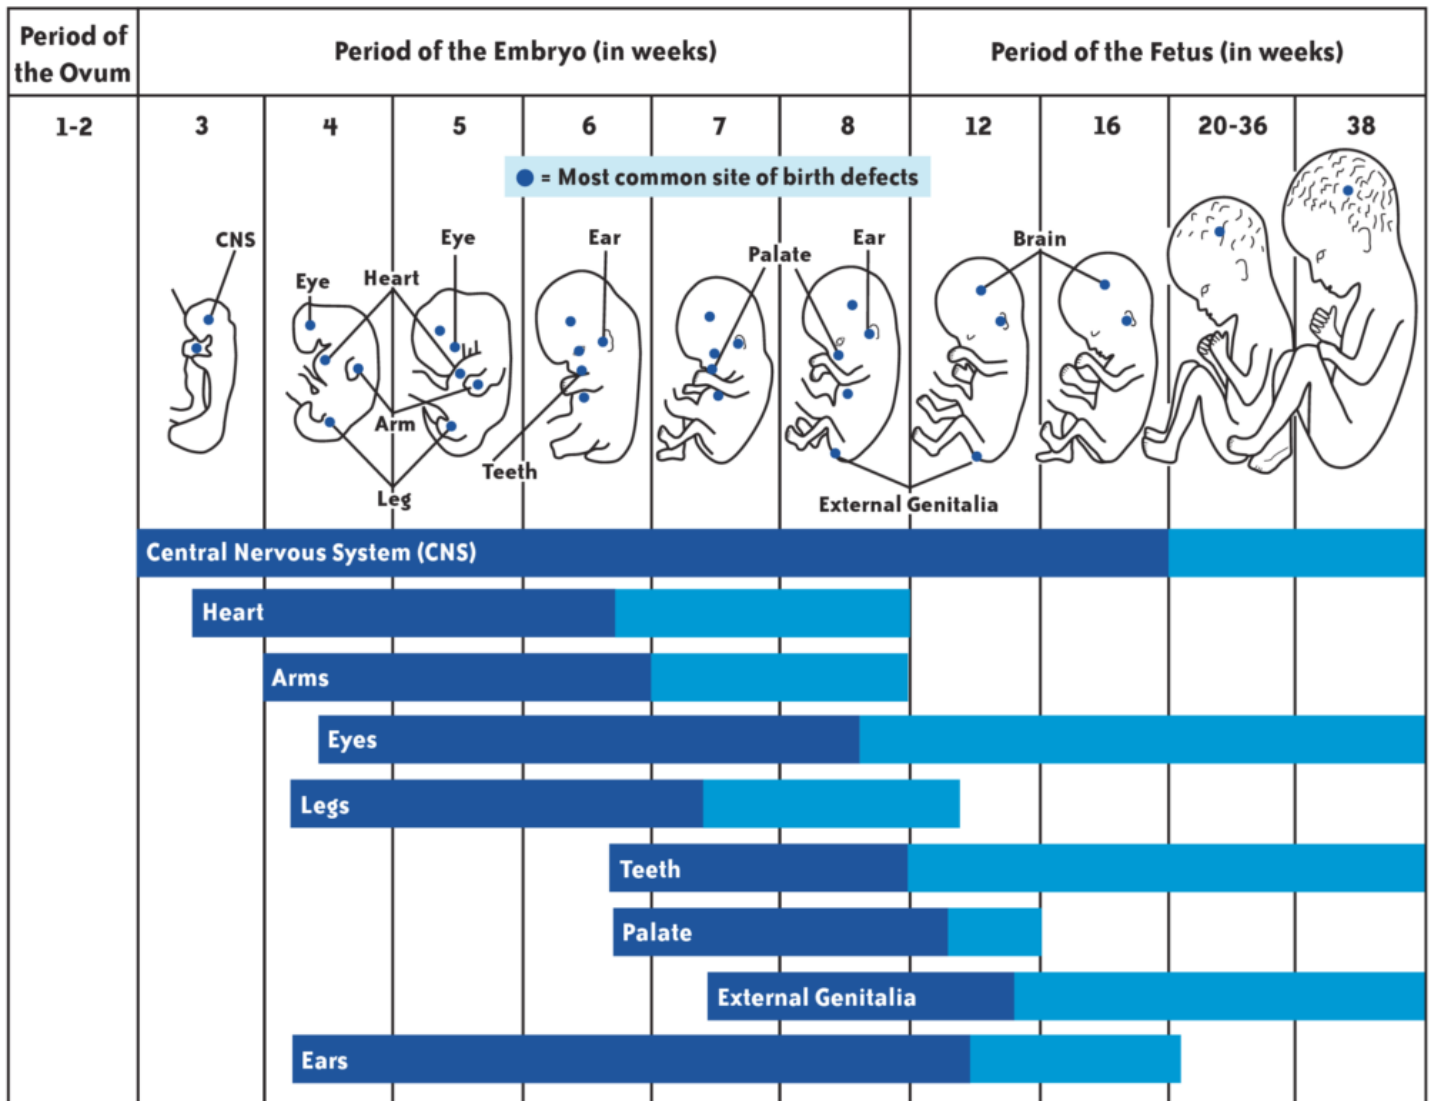 Period of
the Ovum
Period of the Embryo (in weeks)
Period of the Fetus (in weeks)
1-2
3
4
5
6
7
8
12
16
20-36
38
= Most common site of birth defects
CNS
Eye
Heart
Eye
Ear
Palate
Ear
Brain
Arm
Leg
Teeth
External Genitalia
Central Nervous System (CNS)
Heart
Arms
Eyes
Legs
Teeth
Palate
External Genitalia
Ears